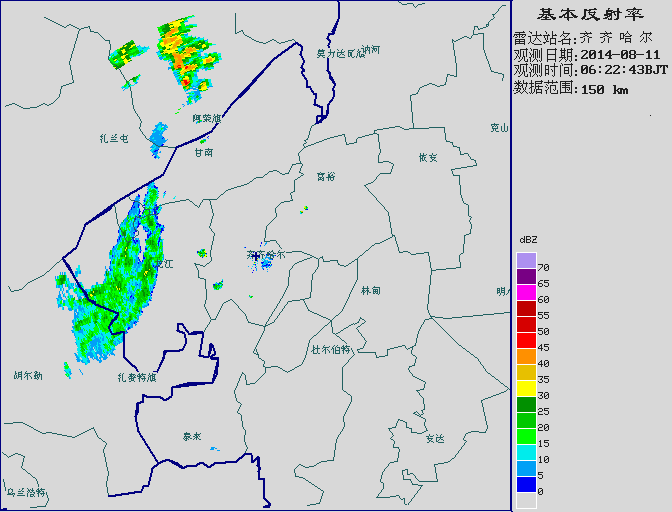 基本反射率
雷达站名:齐齐哈尔
观测日期:2014-08-11
观测时间:06:22:43BJT
数据范围:150 km
莫力达瓦旗
讷河
阿荣旗
克山
扎兰屯
甘南
依安
富裕
齐齐哈尔
龙江
林甸
明
杜尔伯特
胡尔勒
扎赉特旗
泰来
安达
乌兰浩特
dBZ
70
65
60
55
50
45
40
35
30
25
20
15
10
5
0